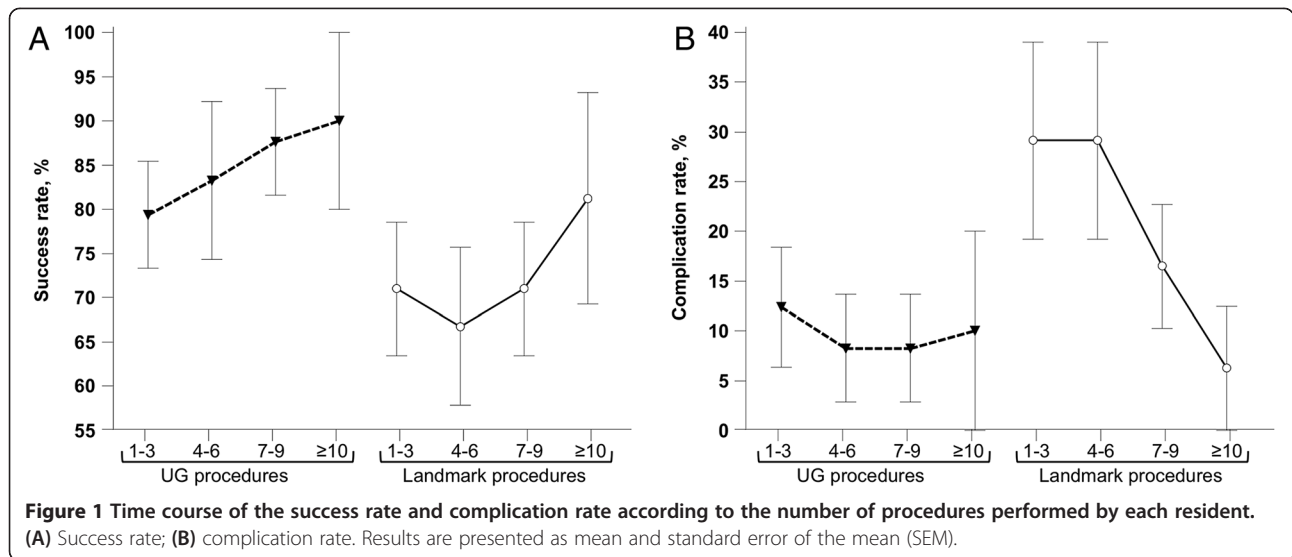 A
100
95
90
85
80
75
70
65
60
55
Success rate, %
1-3 4-6 7-9 ≥10 1-3 4-6 7-9 ≥10
UG procedures Landmark procedures
B
40
35
30
25
20
15
10
5
0
Complication rate, %
1-3 4-6 7-9 ≥10 1-3 4-6 7-9 ≥10
UG procedures Landmark procedures
Figure 1 Time course of the success rate and complication rate according to the number of procedures performed by each resident.
(A) Success rate; (B) complication rate. Results are presented as mean and standard error of the mean (SEM).